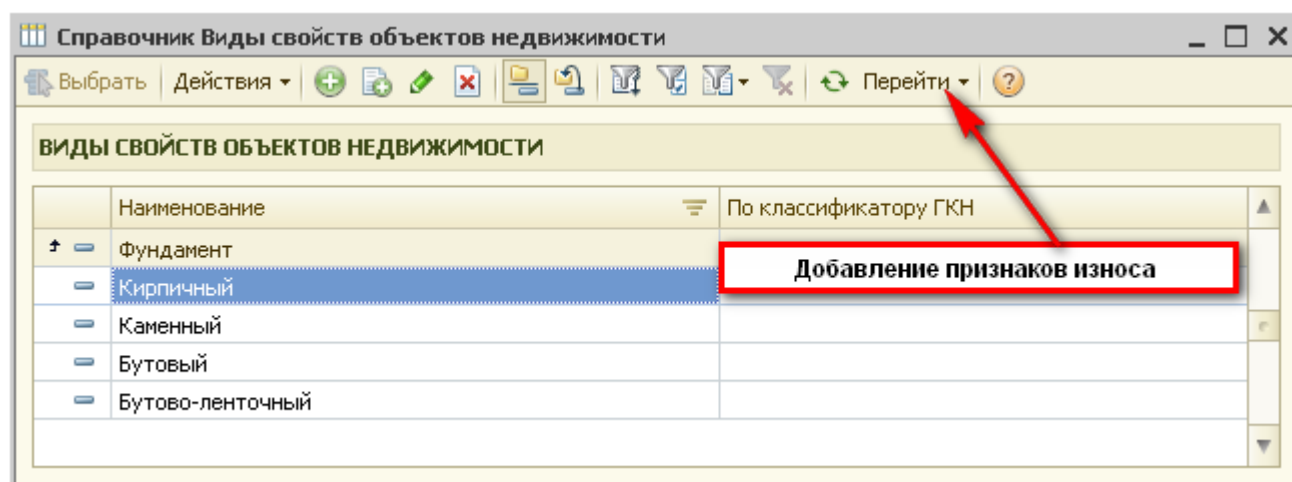 Справочник Виды свойств объектов недвижимости
Выбрать Действия Перейти ?
ВИДЫ СВОЙСТВ ОБЪЕКТОВ НЕДВИЖИМОСТИ
Наименование По классификатору ГКН
Фундамент
Добавление признаков износа
Кирпичный
Каменный
Бутовый
Бутово-ленточный